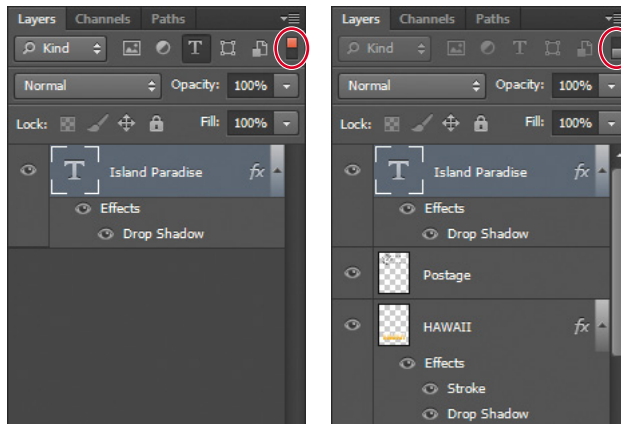 Layers Channels Paths
Kind T
Normal Opacity: 100%
Lock: Fill: 100%
T Island Paradise fx
Effects
Drop Shadow
Layers Channels Paths
Kind T
Normal Opacity: 100%
Lock: Fill: 100%
T Island Paradise fx
Effects
Drop Shadow
Postage
HAWAII fx
Effects
Stroke
Drop Shadow